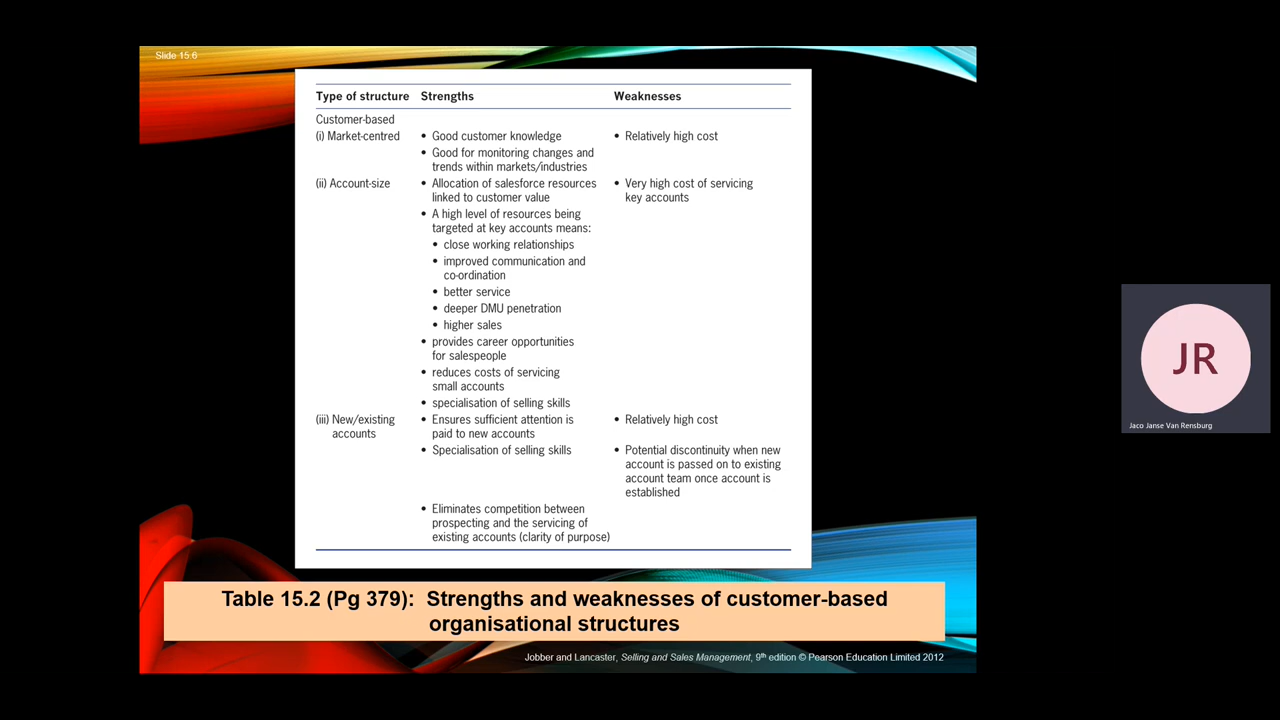 Slide 15.6
Type of structure Strengths Weaknesses
Customer-based
(i) Market-centred • Good customer knowledge • Relatively high cost
• Good for monitoring changes and
trends within markets/industries
(ii) Account-size • Allocation of salesforce resources • Very high cost of servicing
linked to customer value key accounts
• A high level of resources being
targeted at key accounts means:
• close working relationships
• improved communication and
co-ordination
• better service
• deeper DMU penetration
• higher sales
• provides career opportunities
for salespeople
• reduces costs of servicing
small accounts
• specialisation of selling skills
(iii) New/existing • Ensures sufficient attention is • Relatively high cost
accounts paid to new accounts
• Specialisation of selling skills • Potential discontinuity when new
account is passed on to existing
account team once account is
established
• Eliminates competition between
prospecting and the servicing of
existing accounts (clarity of purpose)
Table 15.2 (Pg 379): Strengths and weaknesses of customer-based
organisational structures
Jobber and Lancaster, Selling and Sales Management, 9th edition © Pearson Education Limited 2012
JR
Jaco Janse Van Rensburg